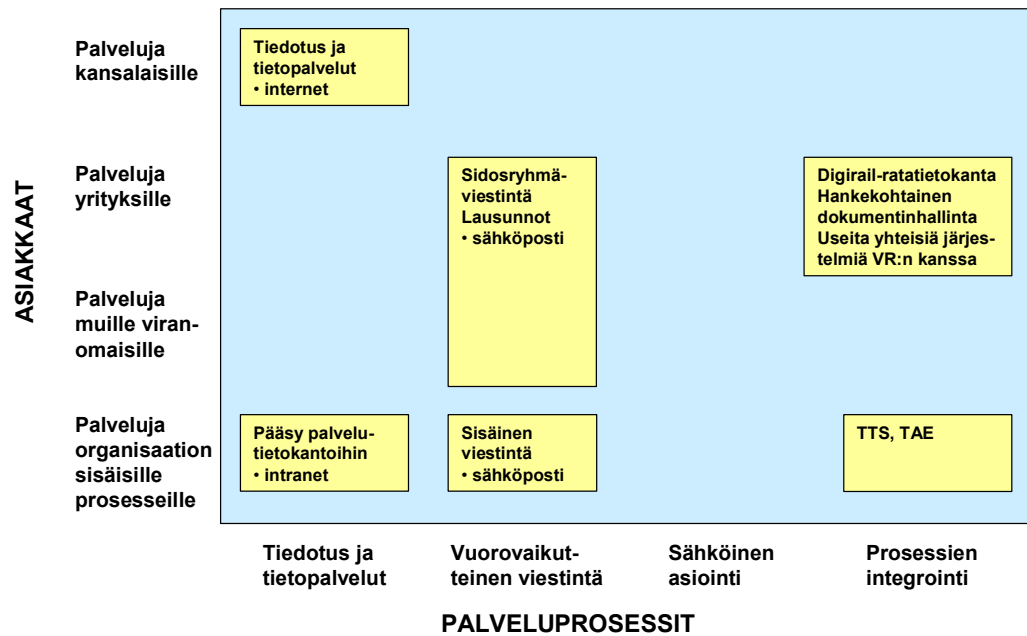 ASIAKKAAT
Palveluja
kansalaisille
Tiedotus ja
tietopalvelut
• internet
Palveluja
yrityksille
Sidosryhmä-
viestintä
Lausunnot
• sähköposti
Digirail-ratatietokanta
Hankekohtainen
dokumentinhallinta
Useita yhteisiä järjes-
telmiä VR:n kanssa
Palveluja
muille viran-
omaisille
Palveluja
organisaation
sisäisille
prosesseille
Pääsy palvelu-
tietokantoihin
• intranet
Sisäinen
viestintä
• sähköposti
TTS, TAE
Tiedotus ja
tietopalvelut
Vuorovaikut-
teinen viestintä
Sähköinen
asiointi
Prosessien
integrointi
PALVELUPROSESSIT